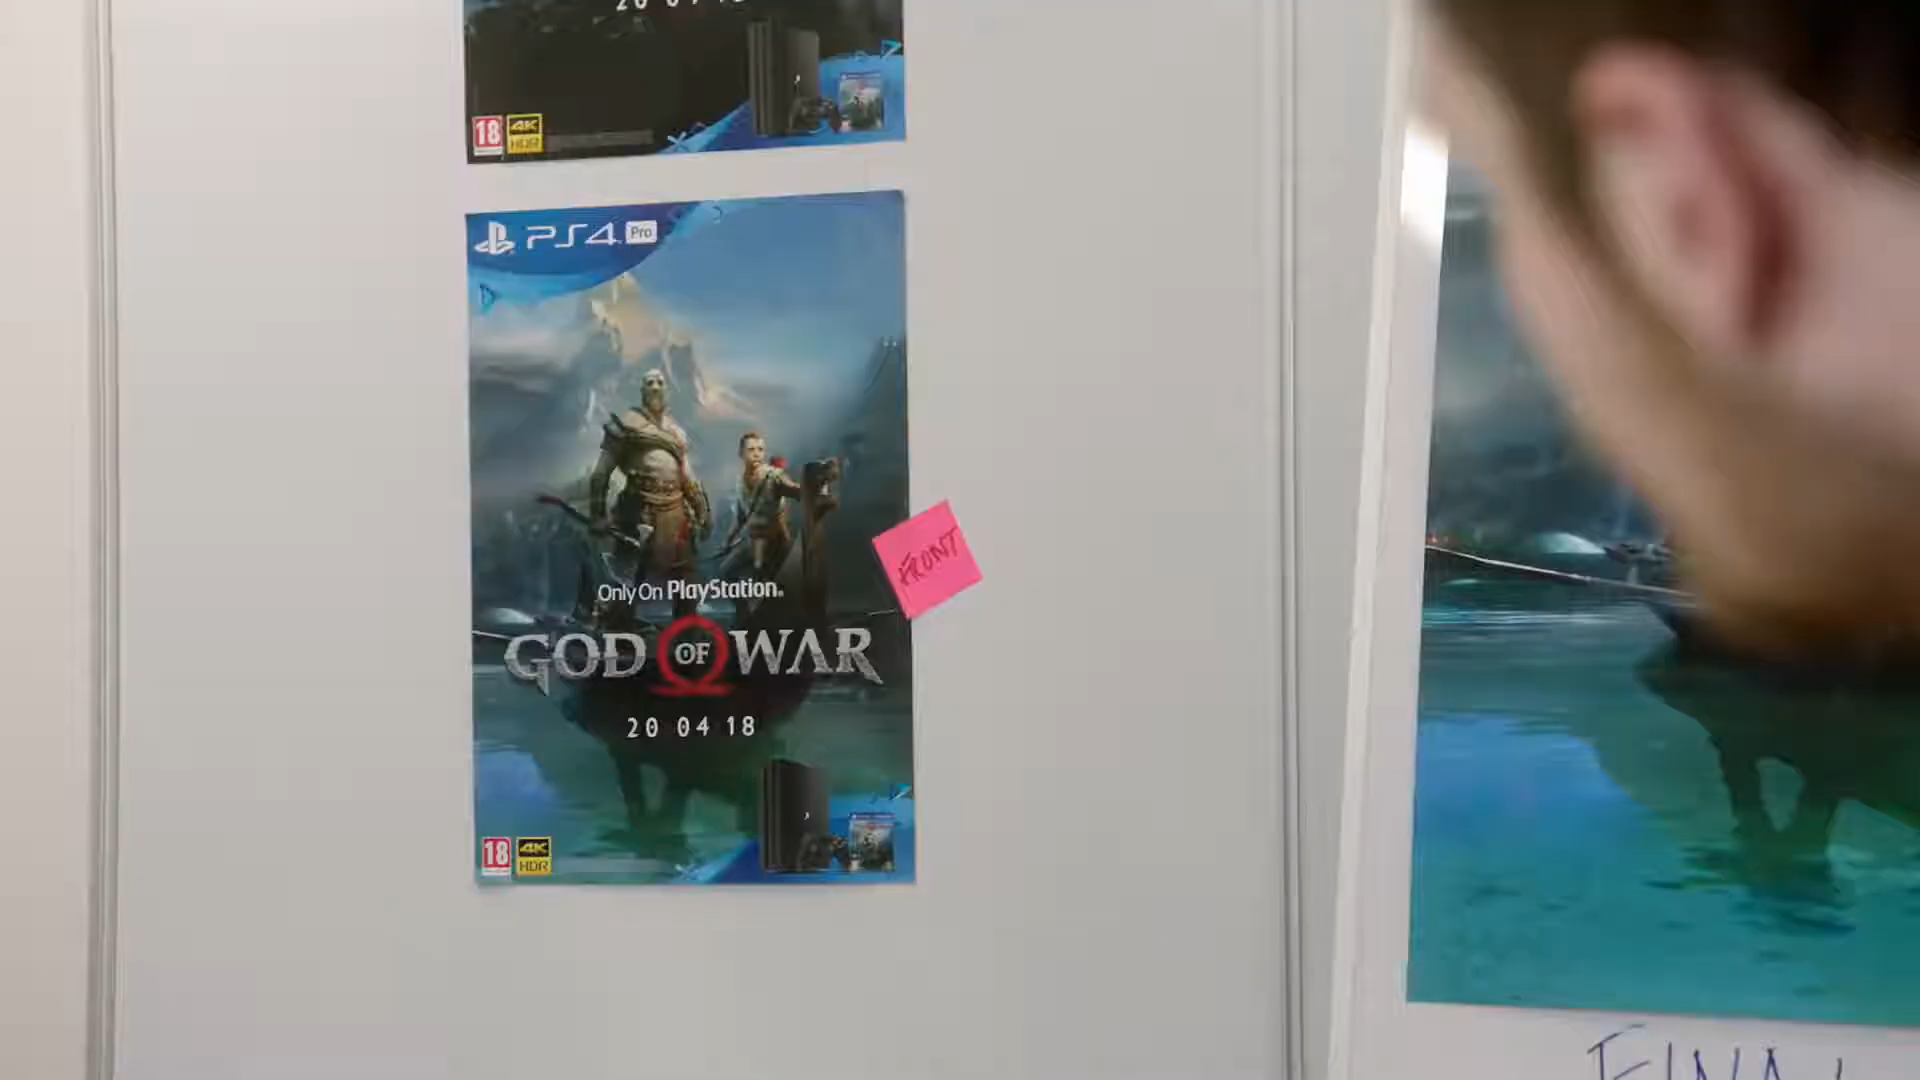 18
4K
HDR
PS4 Pro
FRONT
Only On PlayStation®
GOD OF WAR
20 04 18
18
4K
HDR